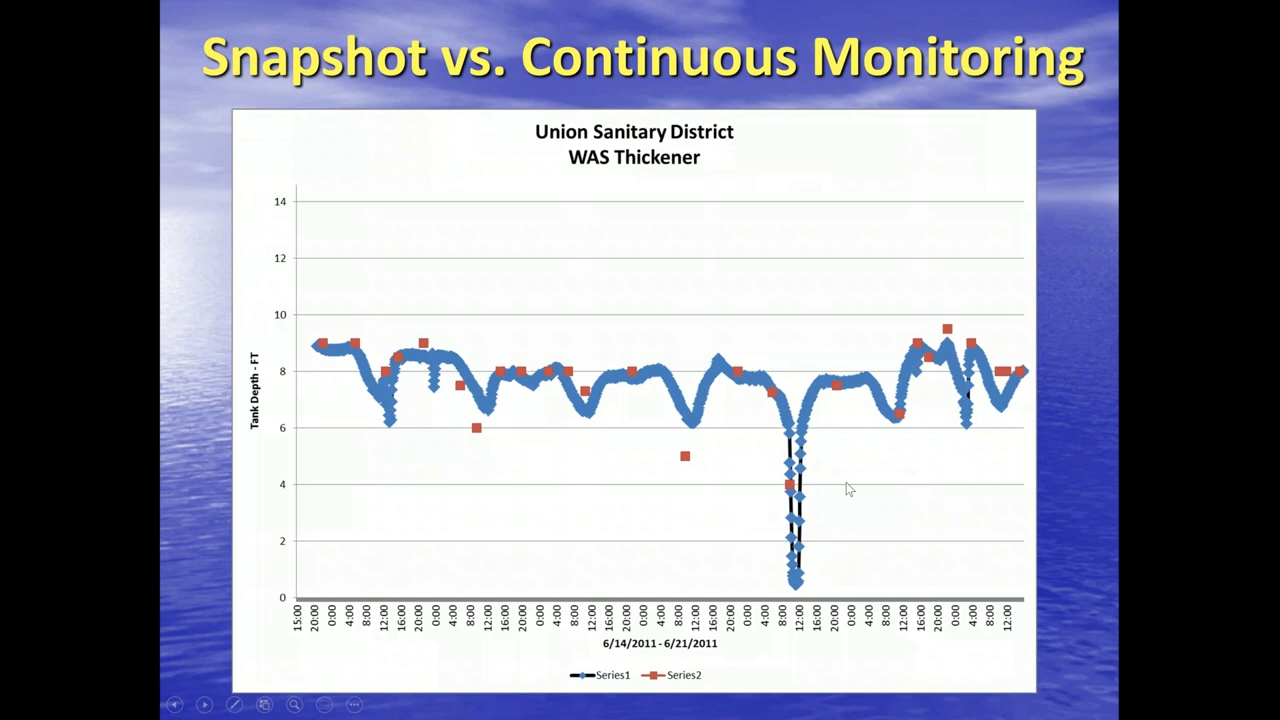 Snapshot vs. Continuous Monitoring
Union Sanitary District
WAS Thickener
14
12
10
8
6
4
2
0
Tank Depth - FT
15:00 20:00 0:00 4:00 8:00 12:00 16:00 20:00 0:00 4:00 8:00 12:00 16:00 20:00 0:00 4:00 8:00 12:00 16:00 20:00 0:00 4:00 8:00 12:00 16:00 20:00 0:00 4:00 8:00 12:00 16:00 20:00 0:00 4:00 8:00 12:00 16:00 20:00 0:00 4:00 8:00 12:00
6/14/2011 - 6/21/2011
Series1 Series2